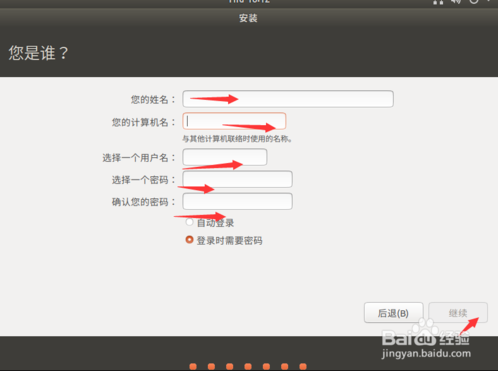 安装
您是谁？
您的姓名：
您的计算机名：
与其他计算机联络时使用的名称。
选择一个用户名：
选择一个密码：
确认您的密码：
自动登录
登录时需要密码
后退(B)
继续
Baidu经验
jingyan.baidu.com